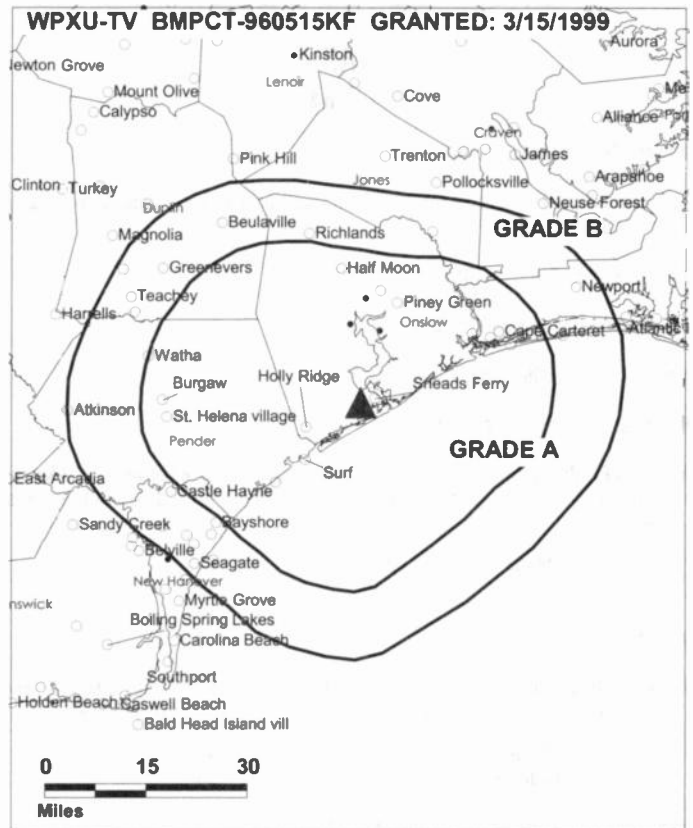 WPXU-TV BMPCT-960515KF GRANTED: 3/15/1999
Aurora
Kinston
Newton Grove
Lenoir
Mount Olive
Cove
Calypso
Alliance
Craven
Pink Hill
Trenton
James
Jones
Pollocksville
Arapahoe
Clinton Turkey
Neuse Forest
Duplin
Beulaville
GRADE B
Magnolia
Richlands
Greenevers
Half Moon
Newport
Teachey
Piney Green
Harrells
Onslow
Cape Carteret
Atlantic
Watha
Holly Ridge
Sneads Ferry
Burgaw
Atkinson
St. Helena village
Pender
GRADE A
Surf
East Arcadia
Castle Hayne
Sandy Creek
Bayshore
Belville
Seagate
New Hanover
nswick
Myrtle Grove
Boiling Spring Lakes
Carolina Beach
Southport
Holden Beach
Caswell Beach
Bald Head Island vill
0 15 30
Miles